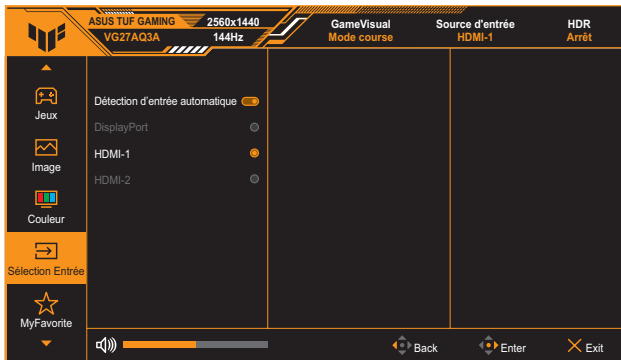 ASUS TUF GAMING 2560x1440
VG27AQ3A 144Hz
GameVisual
Mode course
Source d'entrée
HDMI-1
HDR
Arrêt
Jeux
Image
Couleur
Sélection Entrée
MyFavorite
Détection d'entrée automatique
DisplayPort
HDMI-1
HDMI-2
Back
Enter
Exit